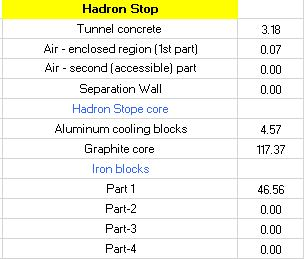 Hadron Stop
Tunnel concrete 3.18
Air - enclosed region (1st part) 0.07
Air - second (accessible) part 0.00
Separation Wall 0.00
Hadron Stope core
Aluminum cooling blocks 4.57
Graphite core 117.37
Iron blocks
Part 1 46.56
Part-2 0.00
Part-3 0.00
Part-4 0.00